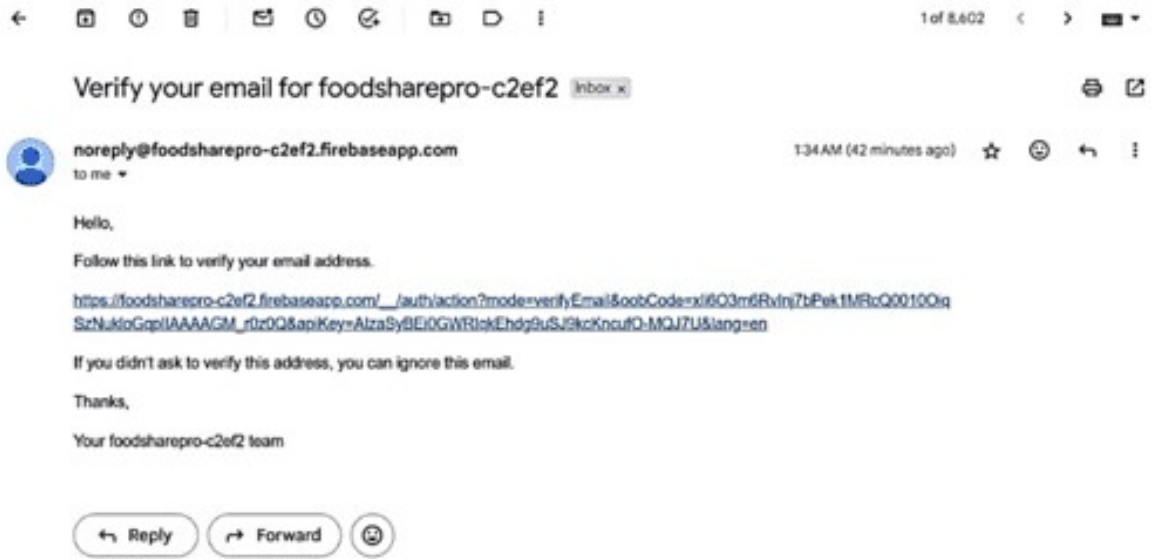 1 of 8,602
Verify your email for foodsharepro-c2ef2 Inbox x
noreply@foodsharepro-c2ef2.firebaseapp.com
1:34 AM (42 minutes ago)
to me
Hello,
Follow this link to verify your email address.
If you didn't ask to verify this address, you can ignore this email.
Thanks,
Your foodsharepro-c2ef2 team
Reply
Forward